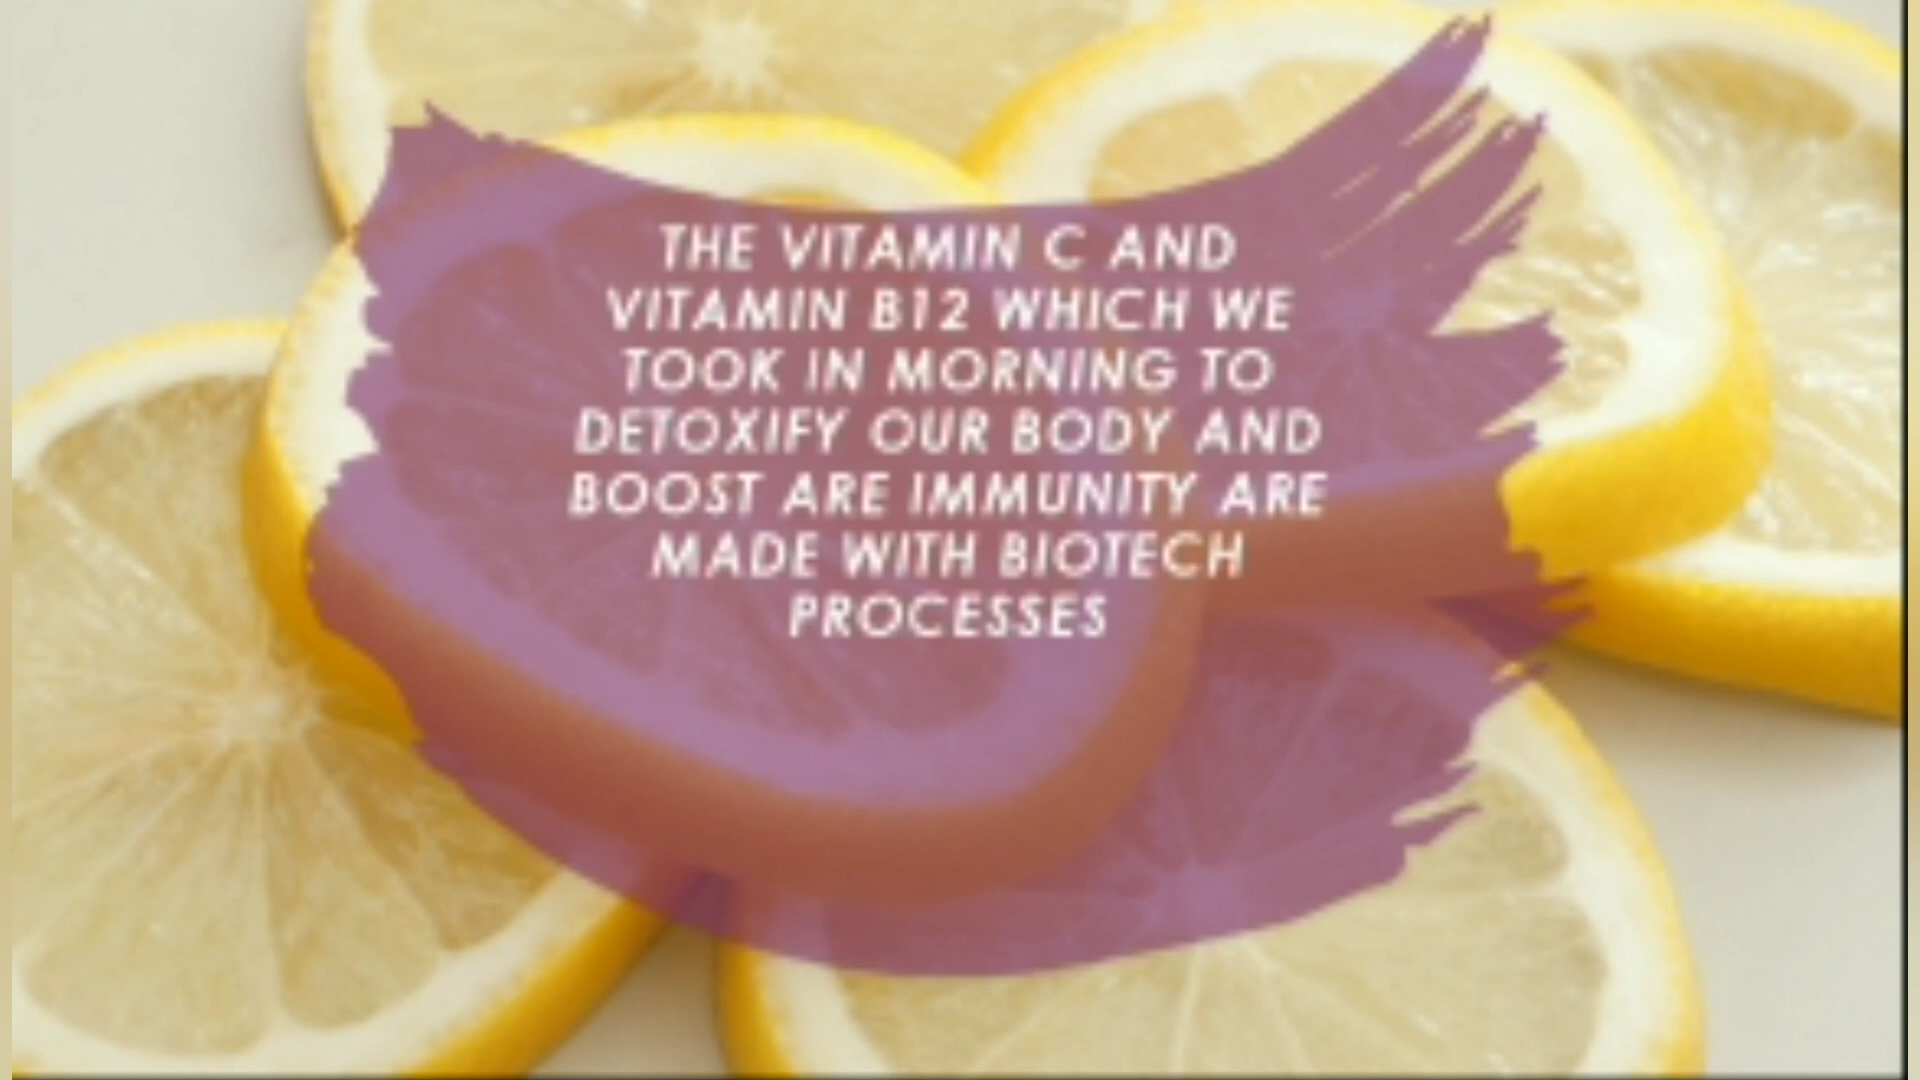 THE VITAMIN C AND
VITAMIN B12 WHICH WE
TOOK IN MORNING TO
DETOXIFY OUR BODY AND
BOOST ARE IMMUNITY ARE
MADE WITH BIOTECH
PROCESSES